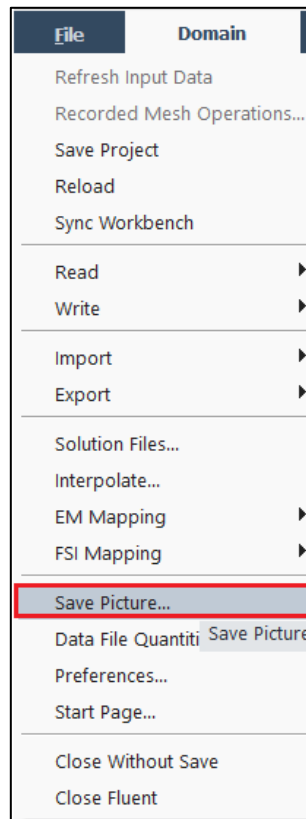 File Domain
Refresh Input Data
Recorded Mesh Operations...
Save Project
Reload
Sync Workbench
Read
Write
Import
Export
Solution Files...
Interpolate...
EM Mapping
FSI Mapping
Save Picture...
Data File Quantiti Save Picture
Preferences...
Start Page...
Close Without Save
Close Fluent